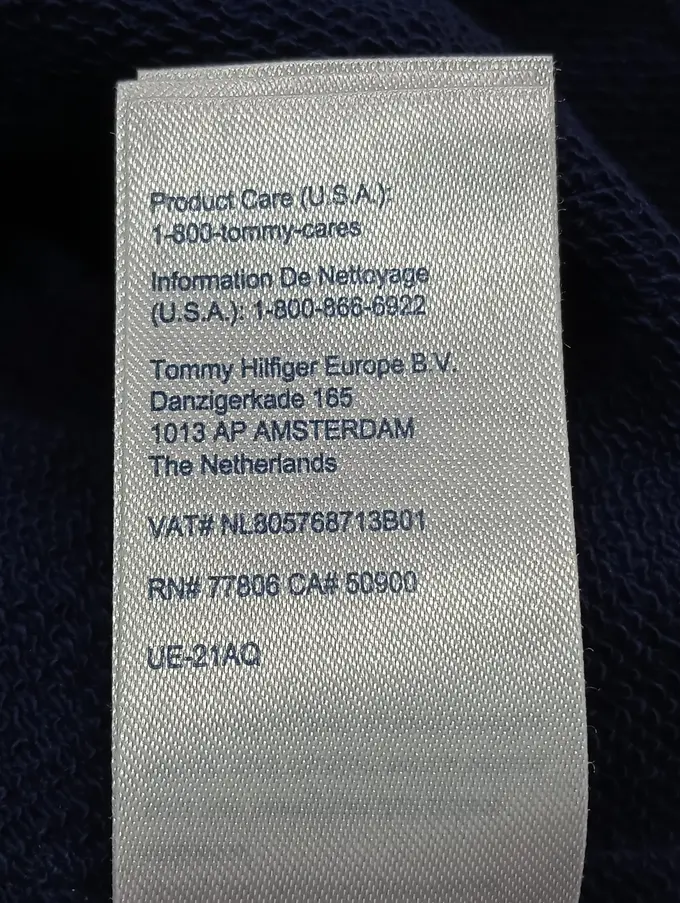 Product Care (U.S.A.):
1-800-tommy-cares
Information De Nettoyage
(U.S.A.): 1-800-866-6922
Tommy Hilfiger Europe B.V.
Danzigerkade 165
1013 AP AMSTERDAM
The Netherlands
VAT# NL805768713B01
RN# 77806 CA# 50900
UE-21AQ